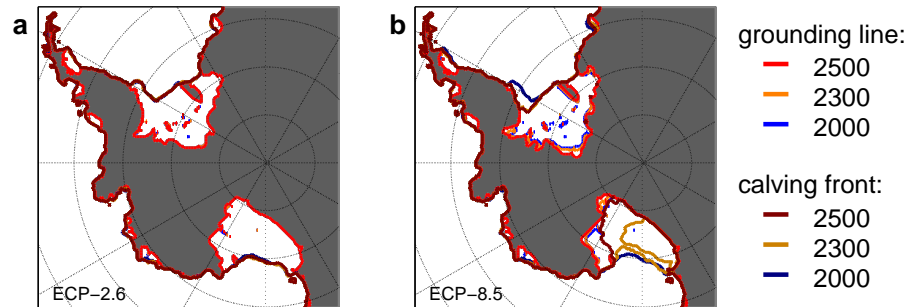 a
ECP−2.6
b
ECP−8.5
grounding line:
2500
2300
2000
calving front:
2500
2300
2000